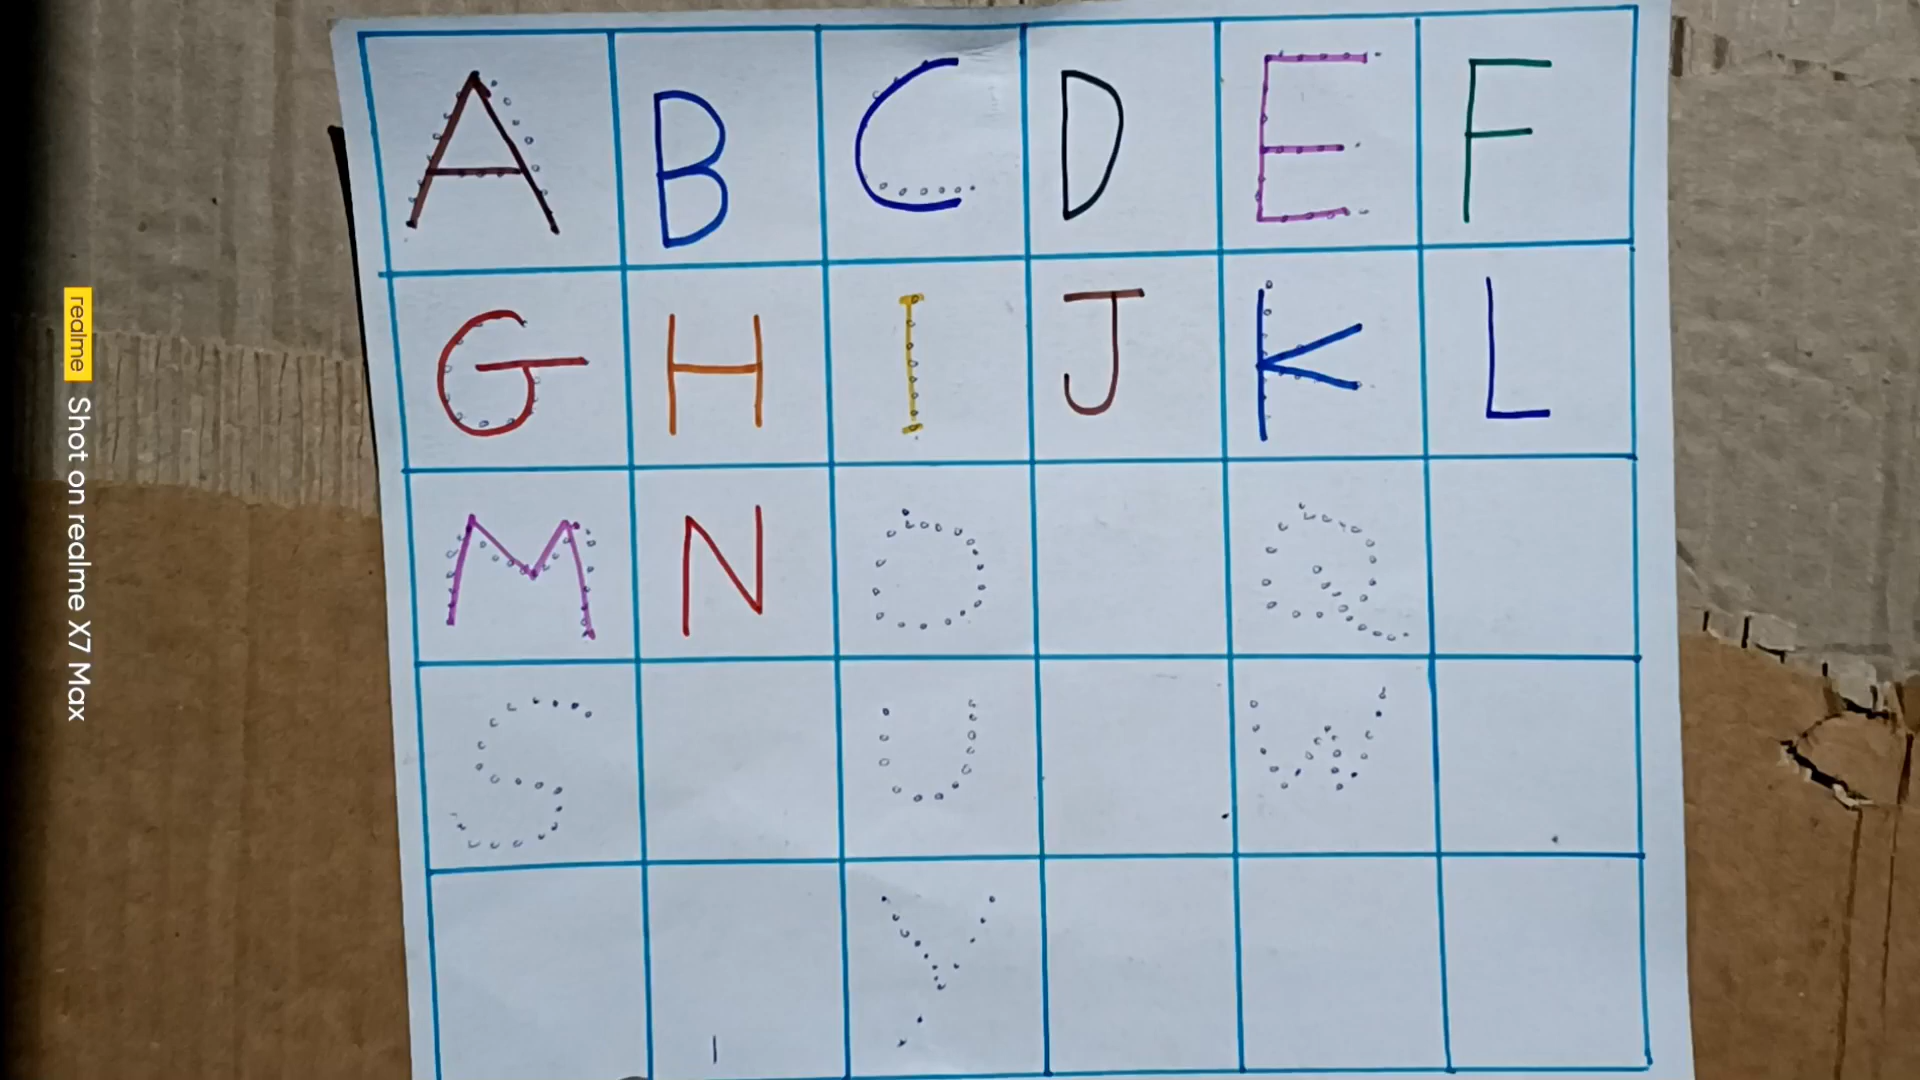 A B C D E F
G H I J K L
M N O Q
S U W
Y
realme Shot on realme X7 Max